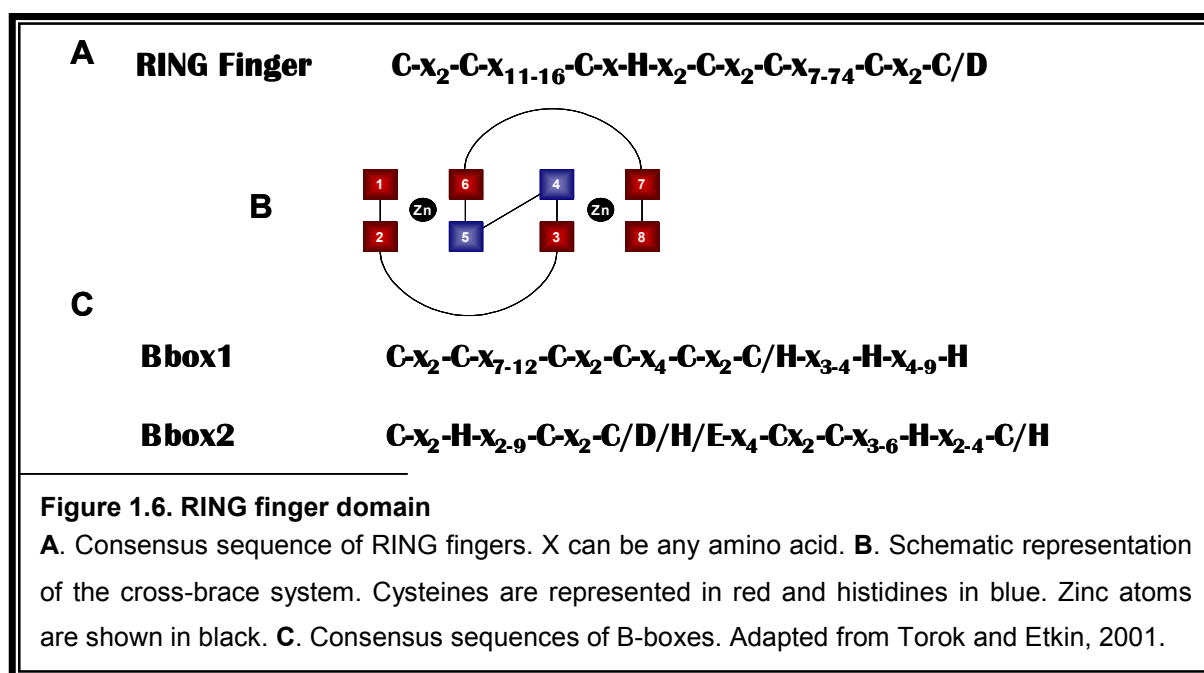 A RING Finger C-x₂-C-x₁₁₋₁₆-C-x-H-x₂-C-x₂-C-x₇₋₇₄-C-x₂-C/D
B
1 6 4 7
Zn Zn
2 5 3 8
C
Bbox1 C-x₂-C-x₇₋₁₂-C-x₂-C-x₄-C-x₂-C/H-x₃₋₄-H-x₄₋₉-H
Bbox2 C-x₂-H-x₂₋₉-C-x₂-C/D/H/E-x₄-Cx₂-C-x₃₋₆-H-x₂₋₄-C/H
Figure 1.6. RING finger domain
A. Consensus sequence of RING fingers. X can be any amino acid. B. Schematic representation
of the cross-brace system. Cysteines are represented in red and histidines in blue. Zinc atoms
are shown in black. C. Consensus sequences of B-boxes. Adapted from Torok and Etkin, 2001.